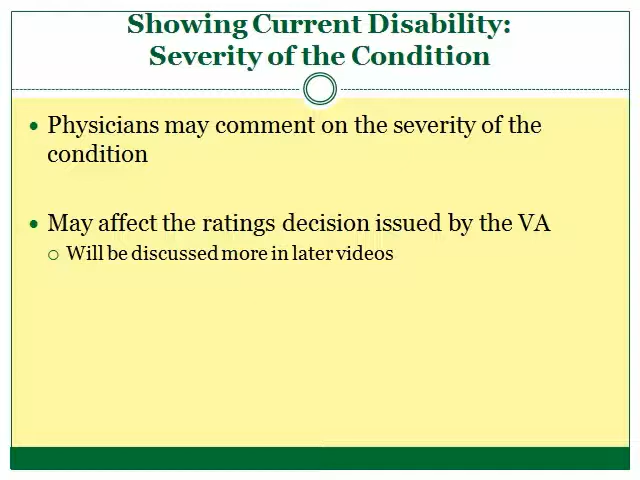 Showing Current Disability:
Severity of the Condition
• Physicians may comment on the severity of the
condition
• May affect the ratings decision issued by the VA
○ Will be discussed more in later videos